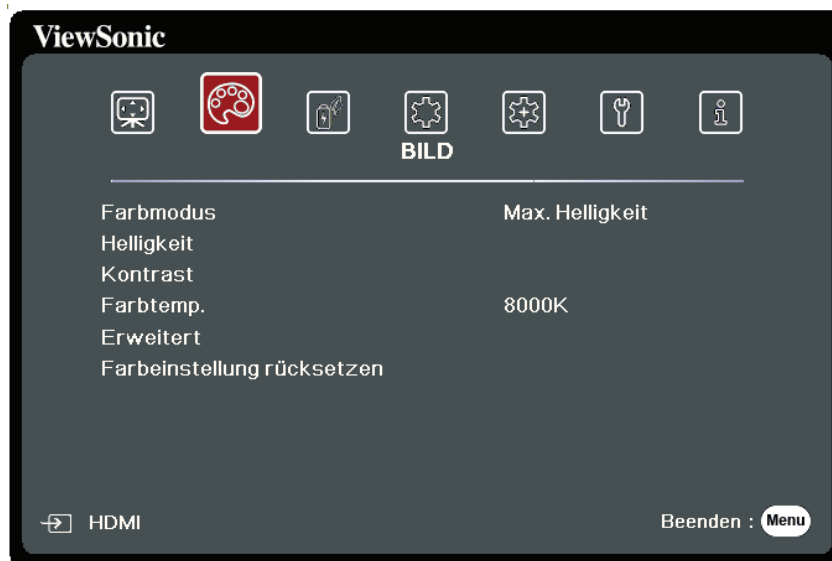 ViewSonic
BILD
Farbmodus Max. Helligkeit
Helligkeit
Kontrast
Farbtemp. 8000K
Erweitert
Farbeinstellung rücksetzen
HDMI Beenden : Menu